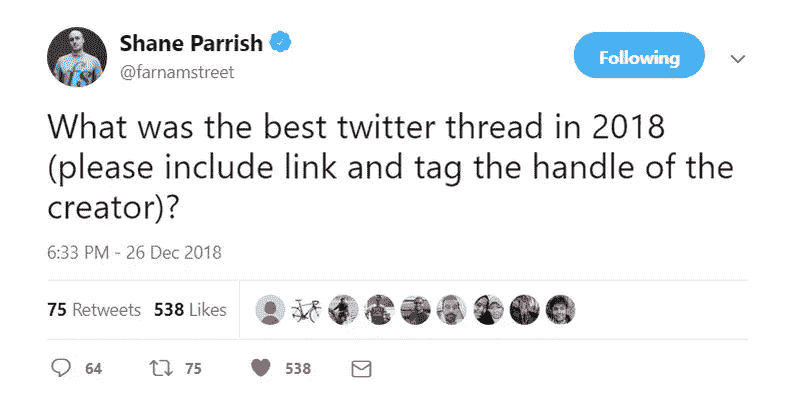 Shane Parrish
Following
@farnamstreet
What was the best twitter thread in 2018
(please include link and tag the handle of the
creator)?
6:33 PM - 26 Dec 2018
75 Retweets 538 Likes
64 75 538